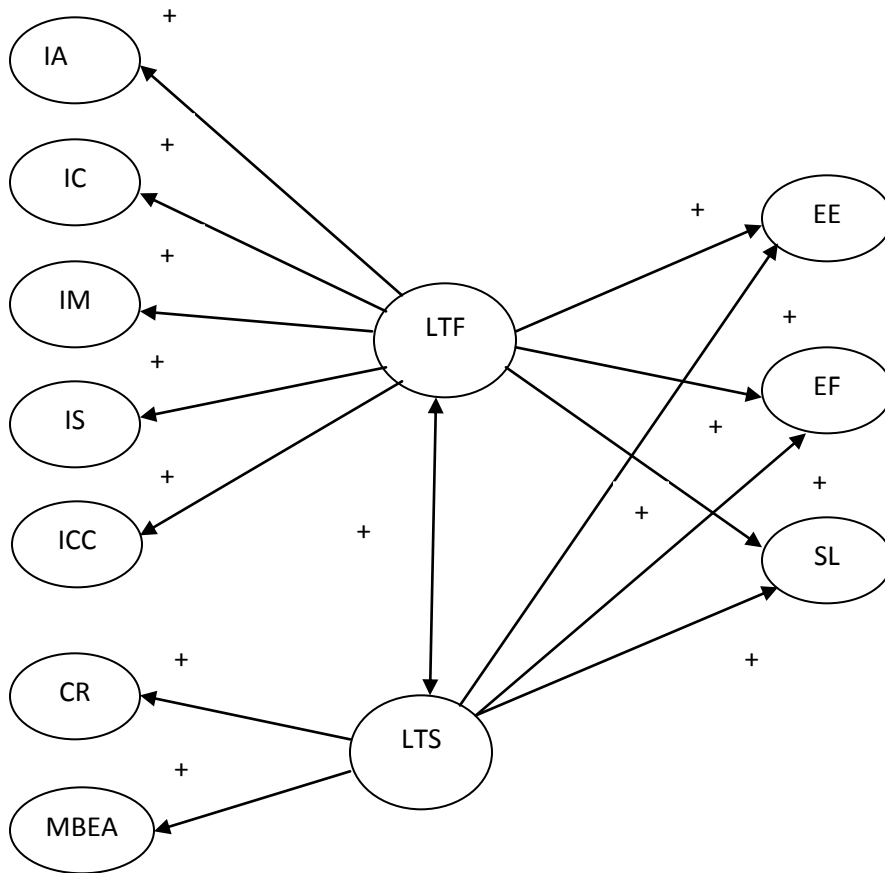 +
IA
+
IC
+
EE
+
+
IM
LTF
+
+
EF
IS
+
+
+
+
ICC
+
SL
CR
+
+
LTS
+
MBEA